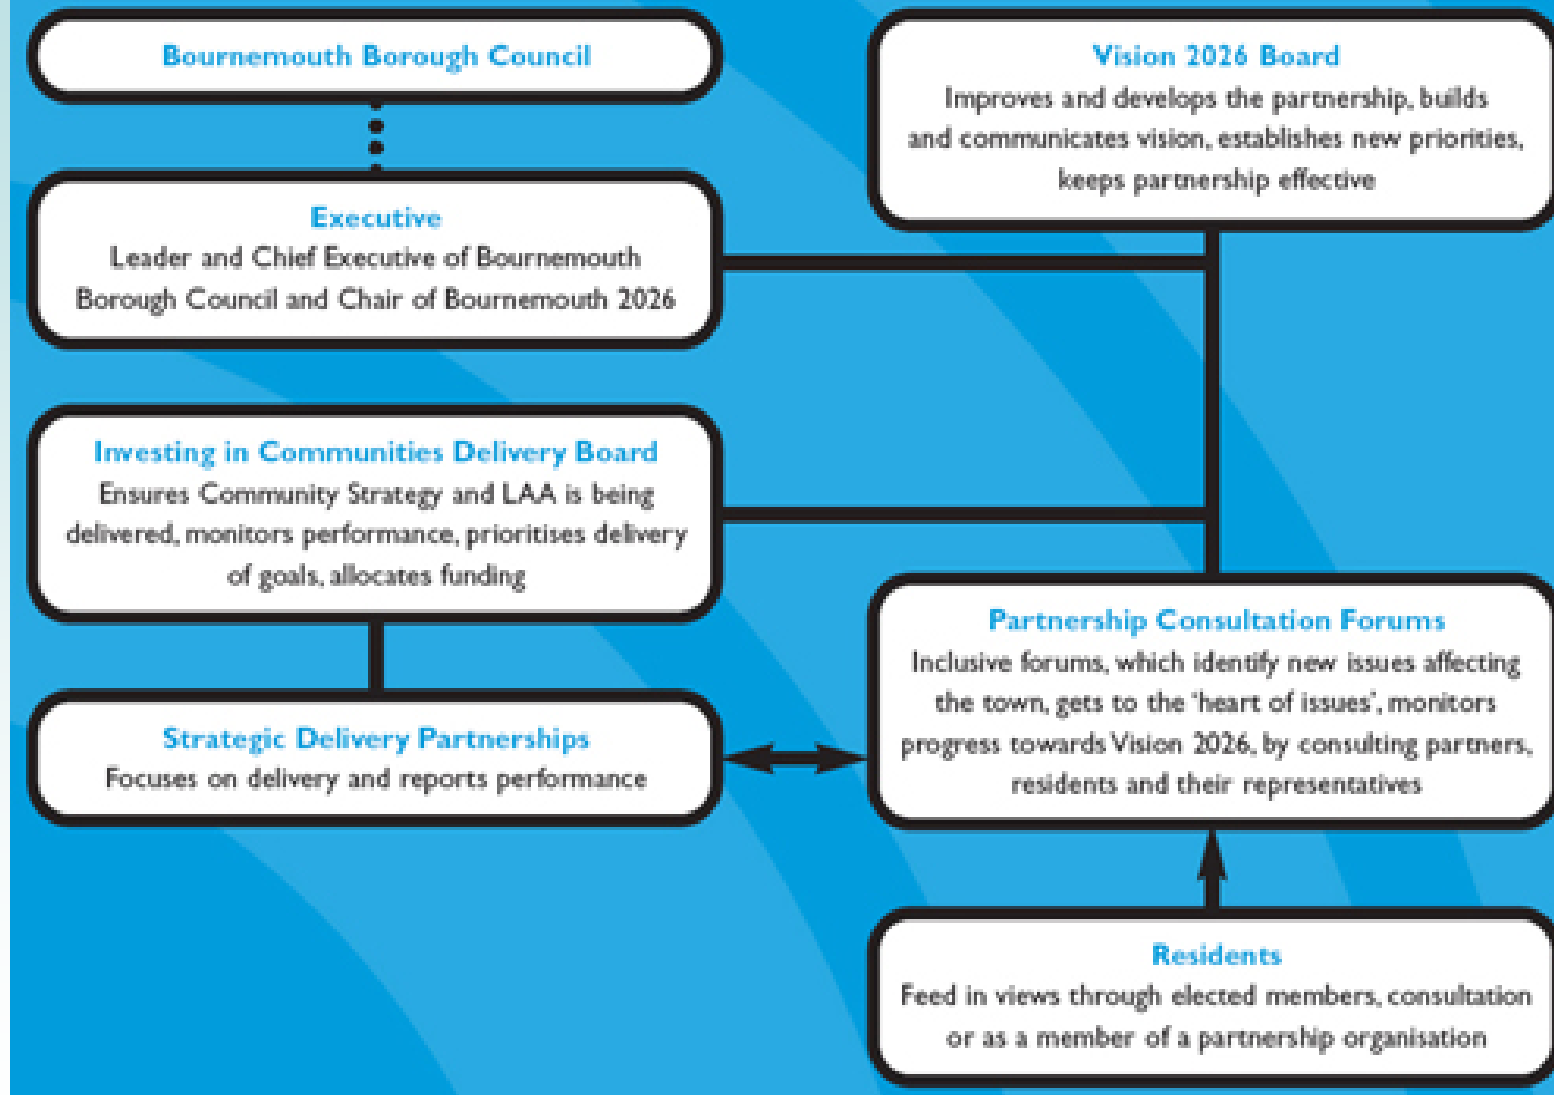 Bournemouth Borough Council
Executive
Leader and Chief Executive of Bournemouth
Borough Council and Chair of Bournemouth 2026
Investing in Communities Delivery Board
Ensures Community Strategy and LAA is being
delivered, monitors performance, prioritises delivery
of goals, allocates funding
Strategic Delivery Partnerships
Focuses on delivery and reports performance
Vision 2026 Board
Improves and develops the partnership, builds
and communicates vision, establishes new priorities,
keeps partnership effective
Partnership Consultation Forums
Inclusive forums, which identify new issues affecting
the town, gets to the 'heart of issues', monitors
progress towards Vision 2026, by consulting partners,
residents and their representatives
Residents
Feed in views through elected members, consultation
or as a member of a partnership organisation